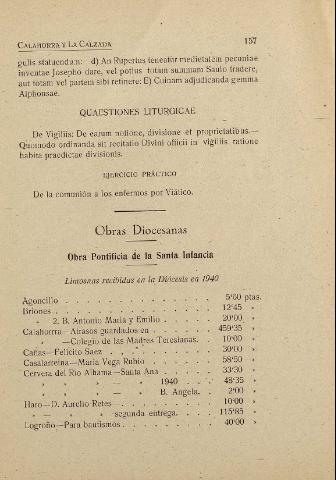 CALAHORRA Y LA CALZADA 157
gulis statuendum: d) An Rupertus teneatur medietatem pecuniae
inventae Josepho dare, vel potius totam summam Saulo tradere,
aut totam vel partem sibi retinere: E) Cuinam adjudicanda gemma
Alphonsae.
QUAESTIONES LITURGICAE
De Vigiliis: De earum notione, divisione et proprietatibus.—
Quomodo ordinanda sit recitatio Divini officii in vigiliis ratione
habita praedictae divisionis.
EJERCICIO PRÁCTICO
De la comunión a los enfermos por Viático.
Obras Diocesanas
Obra Pontificia de la Santa Infancia
Limosnas recibidas en la Diócesis en 1940
Agoncillo . . . . . . . . . . . 5'60 ptas.
Briones . . . . . . . . . . . . 12'45 »
» 2. B. Antonio María y Emilio . . . . . 20'00 »
Calahorra—Atrasos guardados en . . . . . 459'35 »
» —Colegio de las Madres Teresianas. . 10'00 »
Cañas—Felicito Saez . . . . . . . . 39'00 »
Casalarreina—María Vega Rubio . . . . . 58'50 »
Cervera del Río Alhama—Santa Ana . . . . 33'30 »
» » » — » 1940 . . . 48'35 »
» » » — » B. Angela. . 2'00 »
Haro—D. Aurelio Retes . . . . . . . 10'00 »
» — » » segunda entrega. . . . 115'85 »
Logroño—Para bautismos . . . . . . . 40'00 »